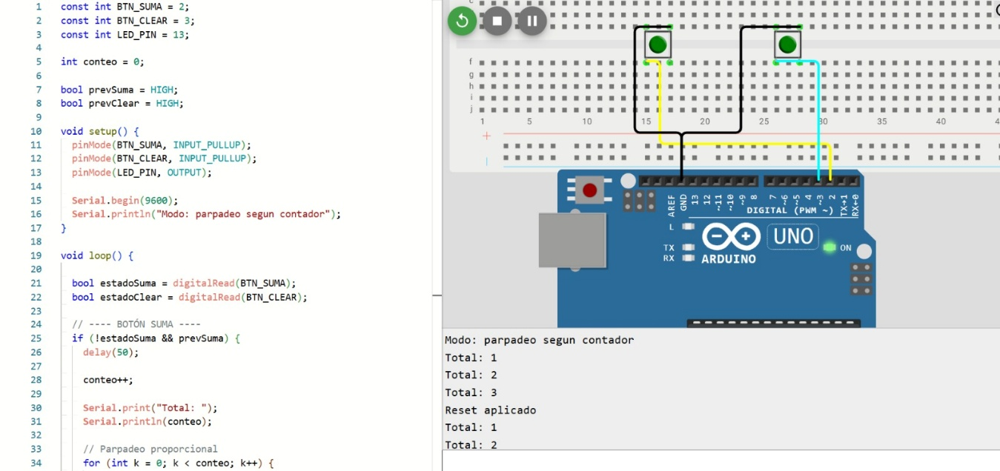 1 const int BTN_SUMA = 2;
2 const int BTN_CLEAR = 3;
3 const int LED_PIN = 13;
4
5 int conteo = 0;
6
7 bool prevSuma = HIGH;
8 bool prevClear = HIGH;
9
10 void setup() {
11 pinMode(BTN_SUMA, INPUT_PULLUP);
12 pinMode(BTN_CLEAR, INPUT_PULLUP);
13 pinMode(LED_PIN, OUTPUT);
14
15 Serial.begin(9600);
16 Serial.println("Modo: parpadeo segun contador");
17 }
18
19 void loop() {
20
21 bool estadoSuma = digitalRead(BTN_SUMA);
22 bool estadoClear = digitalRead(BTN_CLEAR);
23
24 // ---- BOTÓN SUMA ----
25 if (!estadoSuma && prevSuma) {
26 delay(50);
27
28 conteo++;
29
30 Serial.print("Total: ");
31 Serial.println(conteo);
32
33 // Parpadeo proporcional
34 for (int k = 0; k < conteo; k++) {
f
g
h
i
j
1 5 10 15 20 25 30 35 40 4
+
AREF GND 13 12 ~11 ~10 ~9 8 7 ~6 ~5 4 ~3 2 TX→1 RX←0
DIGITAL (PWM ~)
L
TX
RX
UNO
ON
ARDUINO
Modo: parpadeo segun contador
Total: 1
Total: 2
Total: 3
Reset aplicado
Total: 1
Total: 2